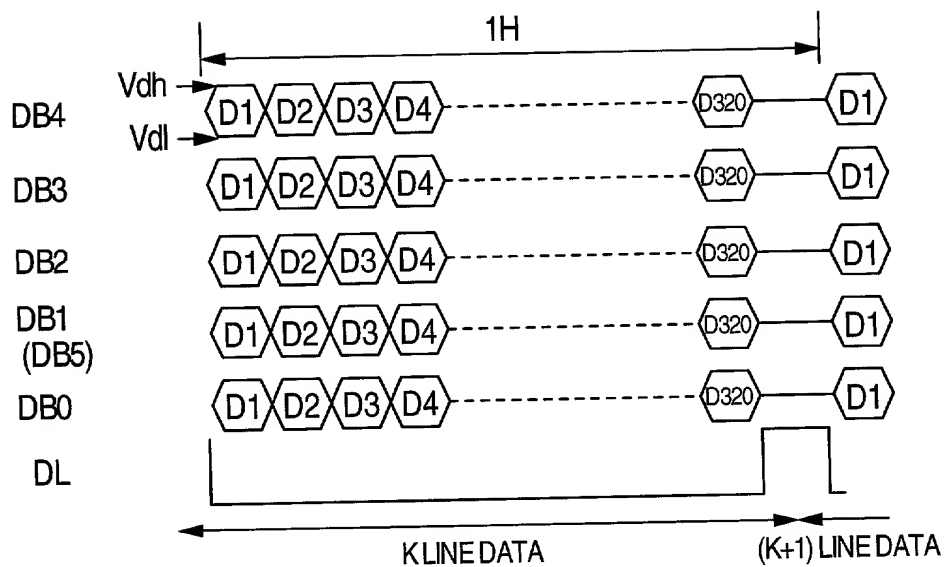 1H
Vdh
DB4 D1 D2 D3 D4 D320 D1
Vdl
DB3 D1 D2 D3 D4 D320 D1
DB2 D1 D2 D3 D4 D320 D1
DB1 D1 D2 D3 D4 D320 D1
(DB5)
DB0 D1 D2 D3 D4 D320 D1
DL
K LINE DATA (K+1) LINE DATA